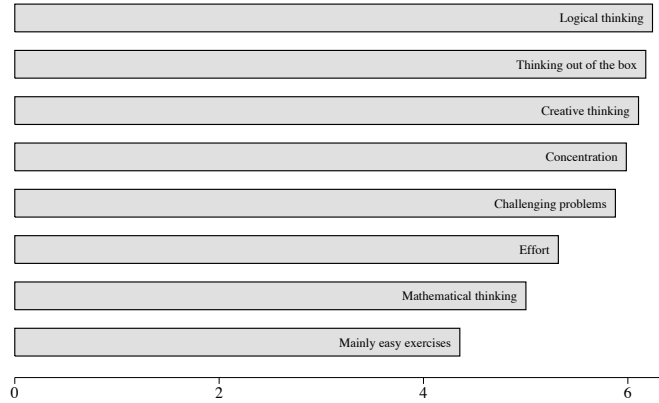 Logical thinking
Thinking out of the box
Creative thinking
Concentration
Challenging problems
Effort
Mathematical thinking
Mainly easy exercises
0 2 4 6